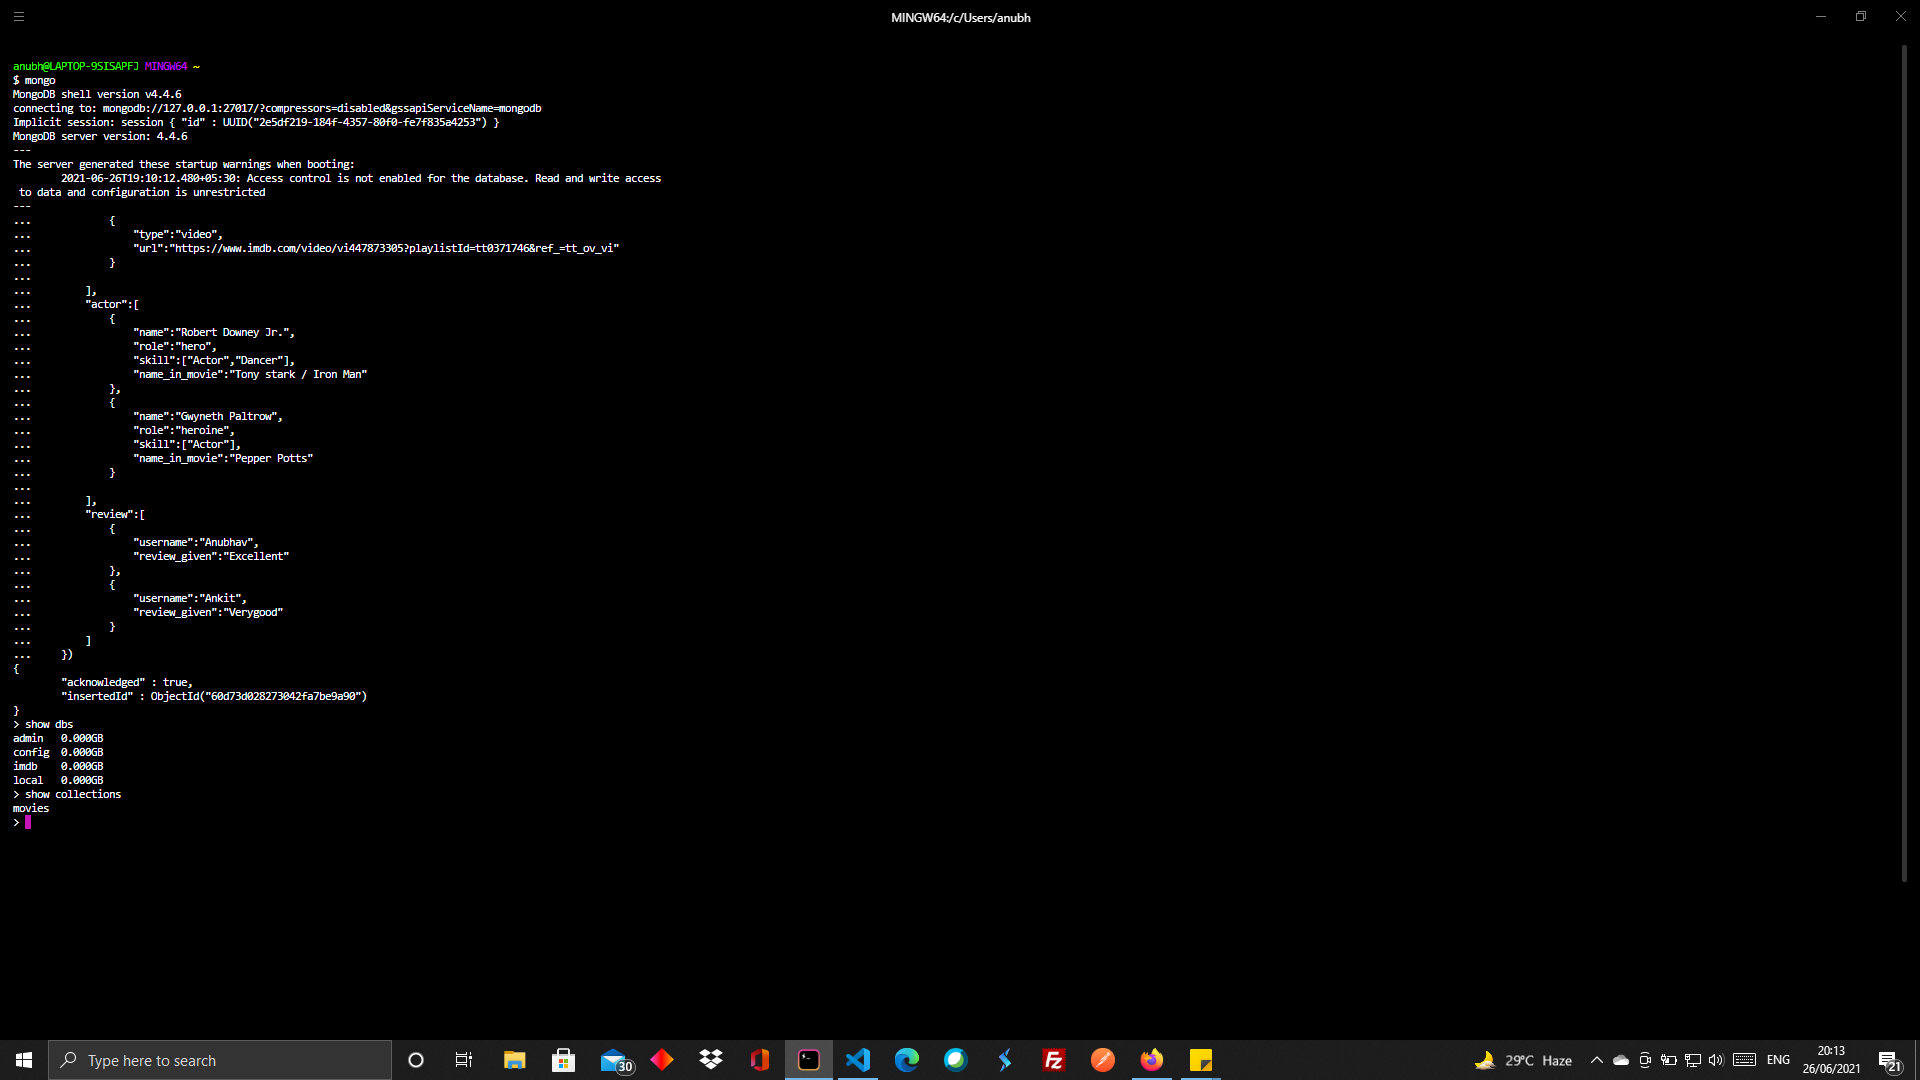 MINGW64:/c/Users/anubh
anubh@LAPTOP-9SISAPFJ MINGW64 ~
$ mongo
MongoDB shell version v4.4.6
connecting to: mongodb://127.0.0.1:27017/?compressors=disabled&gssapiServiceName=mongodb
Implicit session: session { "id" : UUID("2e5df219-184f-4357-80f0-fe7f835a4253") }
MongoDB server version: 4.4.6
---
The server generated these startup warnings when booting:
        2021-06-26T19:10:12.480+05:30: Access control is not enabled for the database. Read and write access
 to data and configuration is unrestricted
---
...             {
...                 "type":"video",
...                 "url":"https://www.imdb.com/video/vi447873305?playlistId=tt0371746&ref_=tt_ov_vi"
...             }
...
...         ],
...         "actor":[
...             {
...                 "name":"Robert Downey Jr.",
...                 "role":"hero",
...                 "skill":["Actor","Dancer"],
...                 "name_in_movie":"Tony stark / Iron Man"
...             },
...             {
...                 "name":"Gwyneth Paltrow",
...                 "role":"heroine",
...                 "skill":["Actor"],
...                 "name_in_movie":"Pepper Potts"
...             }
...
...         ],
...         "review":[
...             {
...                 "username":"Anubhav",
...                 "review_given":"Excellent"
...             },
...             {
...                 "username":"Ankit",
...                 "review_given":"Verygood"
...             }
...         ]
...     })
{
        "acknowledged" : true,
        "insertedId" : ObjectId("60d73d028273042fa7be9a90")
}
> show dbs
admin   0.000GB
config  0.000GB
imdb    0.000GB
local   0.000GB
> show collections
movies
>
Type here to search
30
29°C Haze
ENG
20:13
26/06/2021
21